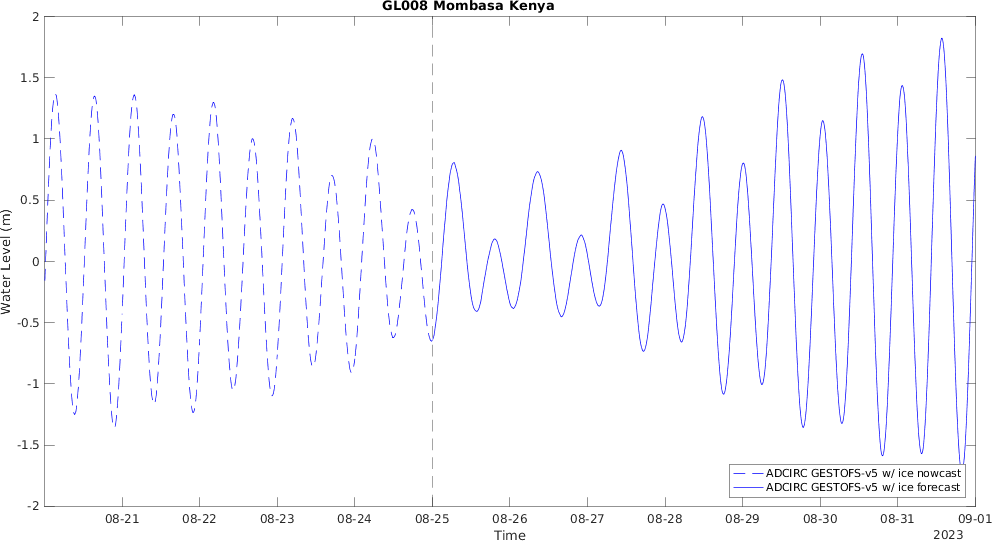 GL008 Mombasa Kenya
2
1.5
1
0.5
0
-0.5
-1
-1.5
-2
Water Level (m)
ADCIRC GESTOFS-v5 w/ ice nowcast
ADCIRC GESTOFS-v5 w/ ice forecast
08-21 08-22 08-23 08-24 08-25 08-26 08-27 08-28 08-29 08-30 08-31 09-01
Time
2023